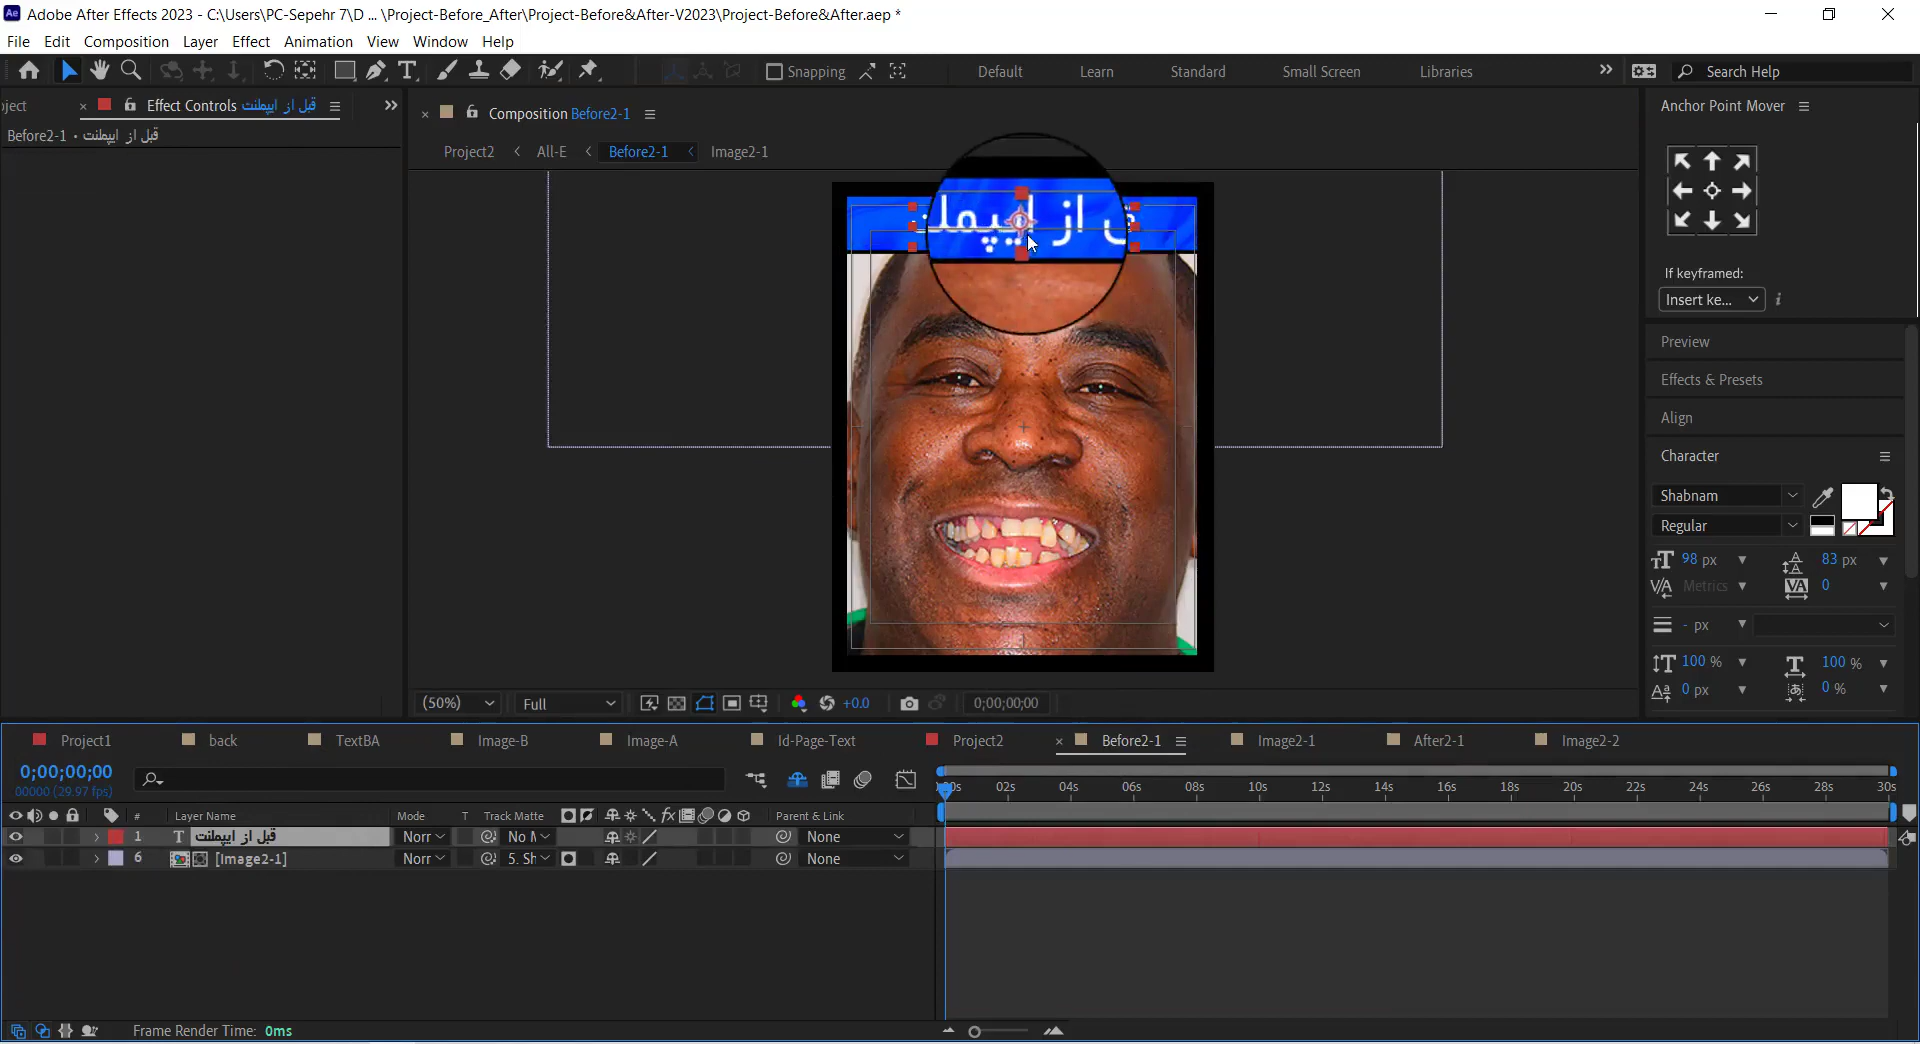 Adobe After Effects 2023 - C:\Users\PC-Sepehr 7\D ... \Project-Before_After\Project-Before&After-V2023\Project-Before&After.aep *
File Edit Composition Layer Effect Animation View Window Help
Snapping Default Learn Standard Small Screen Libraries Search Help
oject Effect Controls قبل از ایپملنت
Composition Before2-1
Anchor Point Mover
Before2-1 • قبل از ایپملنت
Project2 All-E Before2-1 Image2-1
از ایپملنـ
If keyframed:
Insert ke...
Preview
Effects & Presets
Align
Character
Shabnam
Regular
98 px 83 px
Metrics 0
- px
100 % 100 %
0 px 0 %
(50%) Full +0.0 0;00;00;00
Project1 back TextBA Image-B Image-A Id-Page-Text Project2 Before2-1 Image2-1 After2-1 Image2-2
0;00;00;00
00000 (29.97 fps)
02s 04s 06s 08s 10s 12s 14s 16s 18s 20s 22s 24s 26s 28s 30s
# Layer Name Mode T Track Matte Parent & Link
1 T قبل از ایپملنت Norr No M None
6 [Image2-1] Norr 5. Sh None
Frame Render Time: 0ms